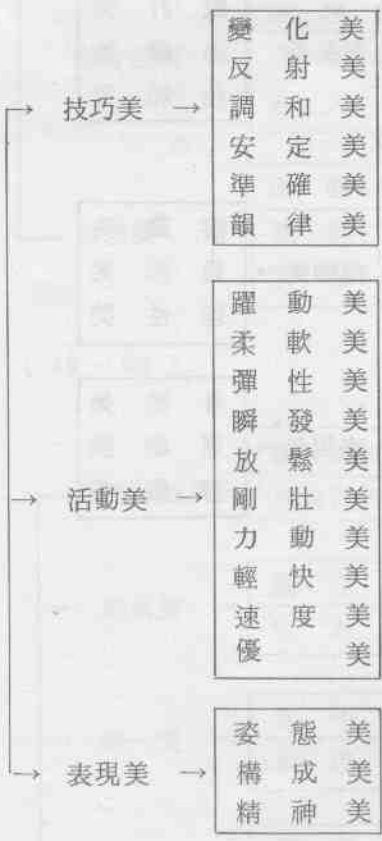 技巧美
變化美
反射美
調和美
安定美
準確美
韻律美
活動美
躍動美
柔軟美
彈性美
瞬發美
放鬆美
剛壯美
力動美
輕快美
速度美
優美
表現美
姿態美
構成美
精神美